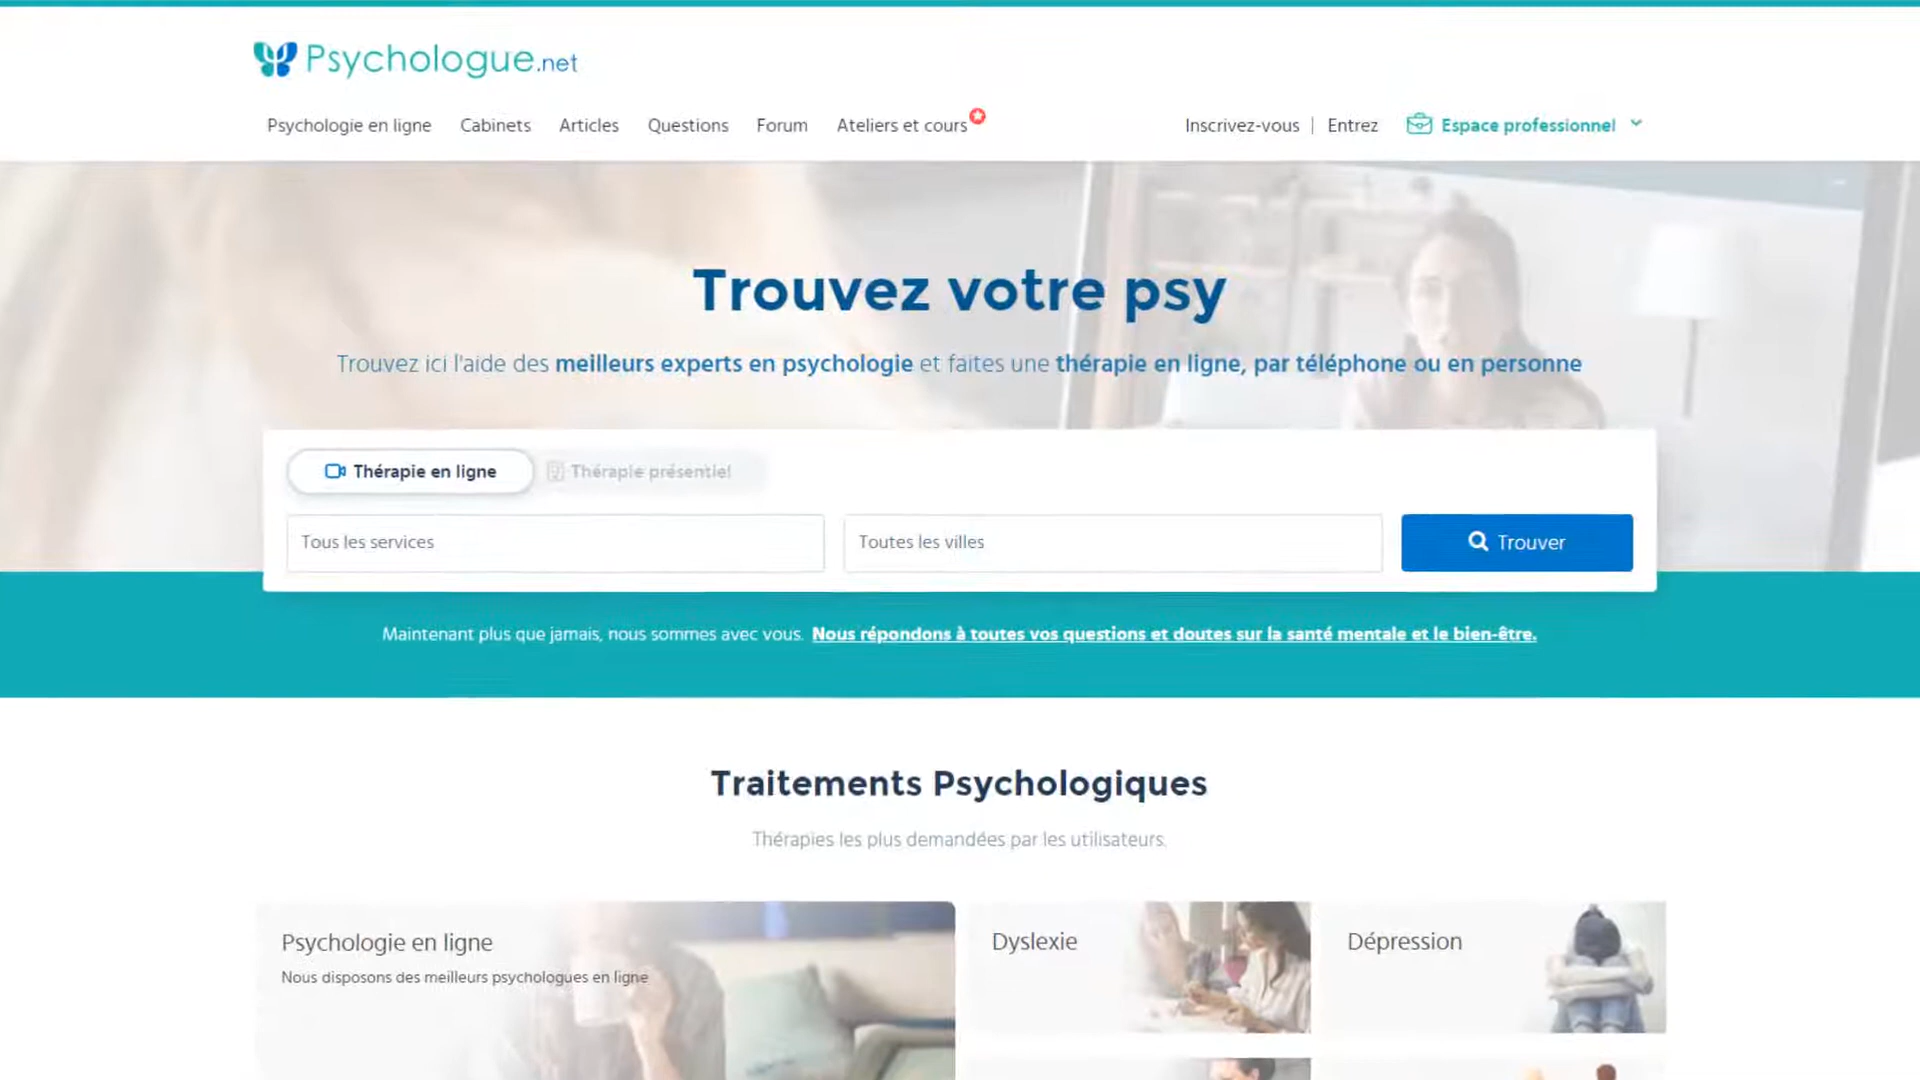 Psychologue.net
Psychologie en ligne Cabinets Articles Questions Forum Ateliers et cours Inscrivez-vous | Entrez Espace professionnel
Trouvez votre psy
Trouvez ici l'aide des meilleurs experts en psychologie et faites une thérapie en ligne, par téléphone ou en personne
Thérapie en ligne Thérapie présentiel
Tous les services Toutes les villes Trouver
Maintenant plus que jamais, nous sommes avec vous. Nous répondons à toutes vos questions et doutes sur la santé mentale et le bien-être.
Traitements Psychologiques
Thérapies les plus demandées par les utilisateurs.
Psychologie en ligne Dyslexie Dépression
Nous disposons des meilleurs psychologues en ligne